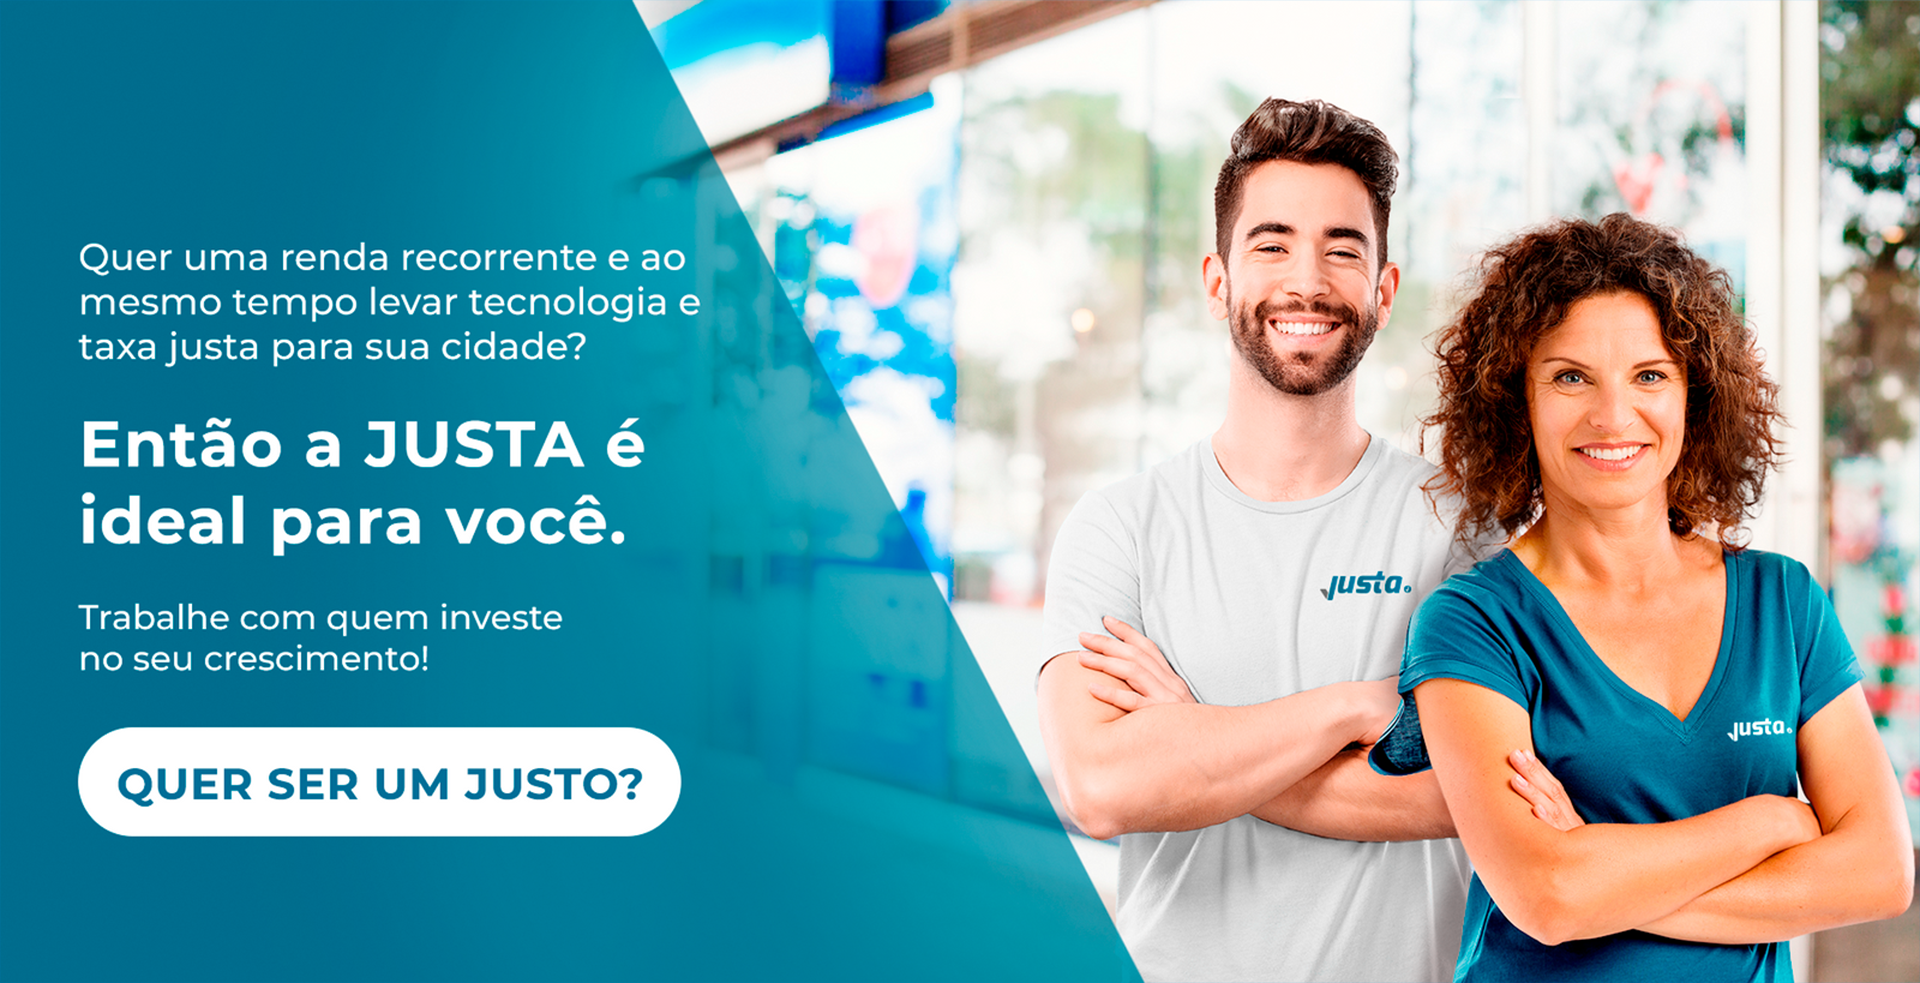 Quer uma renda recorrente e ao
mesmo tempo levar tecnologia e
taxa justa para sua cidade?
Então a JUSTA é
ideal para você.
Trabalhe com quem investe
no seu crescimento!
QUER SER UM JUSTO?
justa.
justa.